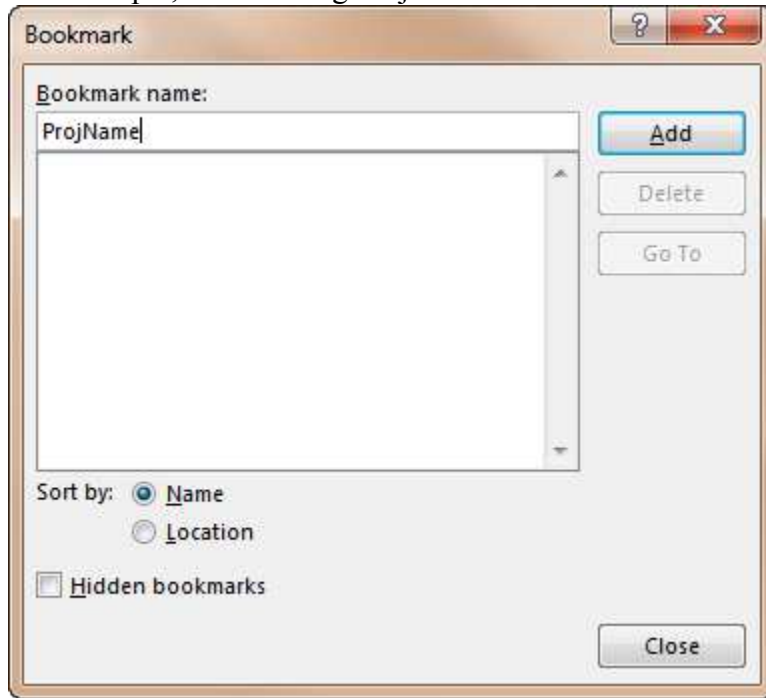 Bookmark
Bookmark name:
ProjName
Add
Delete
Go To
Sort by: Name
Location
Hidden bookmarks
Close